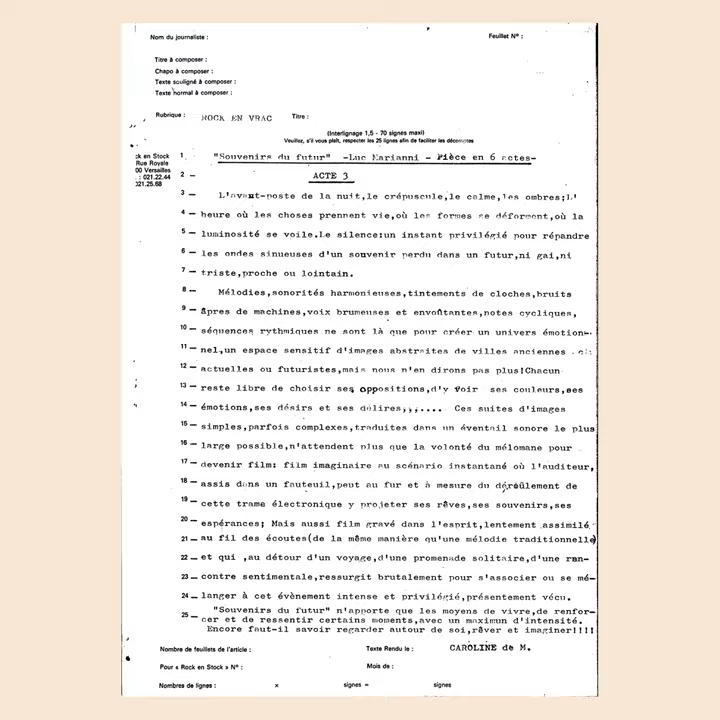 Nom du journaliste :
Feuillet N° :
Titre à composer :
Chapo à composer :
Texte souligné à composer :
Texte normal à composer :
Rubrique : ROCK EN VRAC Titre :
(Interlignage 1,5 - 70 signes maxi)
Veuillez, s'il vous plaît, respecter les 25 lignes afin de faciliter les décomptes
ck en Stock
Rue Royale
00 Versailles
: 021.22.44
021.25.68
1 "Souvenirs du futur" -Luc Marianni - Pièce en 6 actes-
2 — ACTE 3
3 — L'avant-poste de la nuit,le crépuscule,le calme,les ombres;L'
4 — heure où les choses prennent vie,où les formes se déforment,où la
5 — luminosité se voile.Le silence:un instant privilégié pour répandre
6 — les ondes sinueuses d'un souvenir perdu dans un futur,ni gai,ni
7 — triste,proche ou lointain.
8 — Mélodies,sonorités harmonieuses,tintements de cloches,bruits
9 — âpres de machines,voix brumeuses et envoûtantes,notes cycliques,
10 — séquences rythmiques ne sont là que pour créer un univers émotion-
11 — nel,un espace sensitif d'images abstraites de villes anciennes
12 — actuelles ou futuristes,mais nous n'en dirons pas plus!Chacun
13 — reste libre de choisir ses oppositions,d'y voir ses couleurs,ses
14 — émotions,ses désirs et ses délires,;,.... Ces suites d'images
15 — simples,parfois complexes,traduites dans un éventail sonore le plus
16 — large possible,n'attendent plus que la volonté du mélomane pour
17 — devenir film: film imaginaire au scénario instantané où l'auditeur,
18 — assis dans un fauteuil,peut au fur et à mesure du déroûlement de
19 — cette trame électronique y projeter ses rêves,ses souvenirs,ses
20 — espérances; Mais aussi film gravé dans l'esprit,lentement assimilé
21 — au fil des écoutes(de la même manière qu'une mélodie traditionnelle)
22 — et qui ,au détour d'un voyage,d'une promenade solitaire,d'une ran-
23 — contre sentimentale,ressurgit brutalement pour s'associer ou se mé-
24 — langer à cet évènement intense et privilégié,présentement vécu.
25 — "Souvenirs du futur" n'apporte que les moyens de vivre,de renfor-
cer et de ressentir certains moments,avec un maximun d'intensité.
Encore faut-il savoir regarder autour de soi,rêver et imaginer!!!!
Nombre de feuillets de l'article :
Texte Rendu le : CAROLINE de M.
Pour « Rock en Stock » N° :
Mois de :
Nombres de lignes : x signes = signes